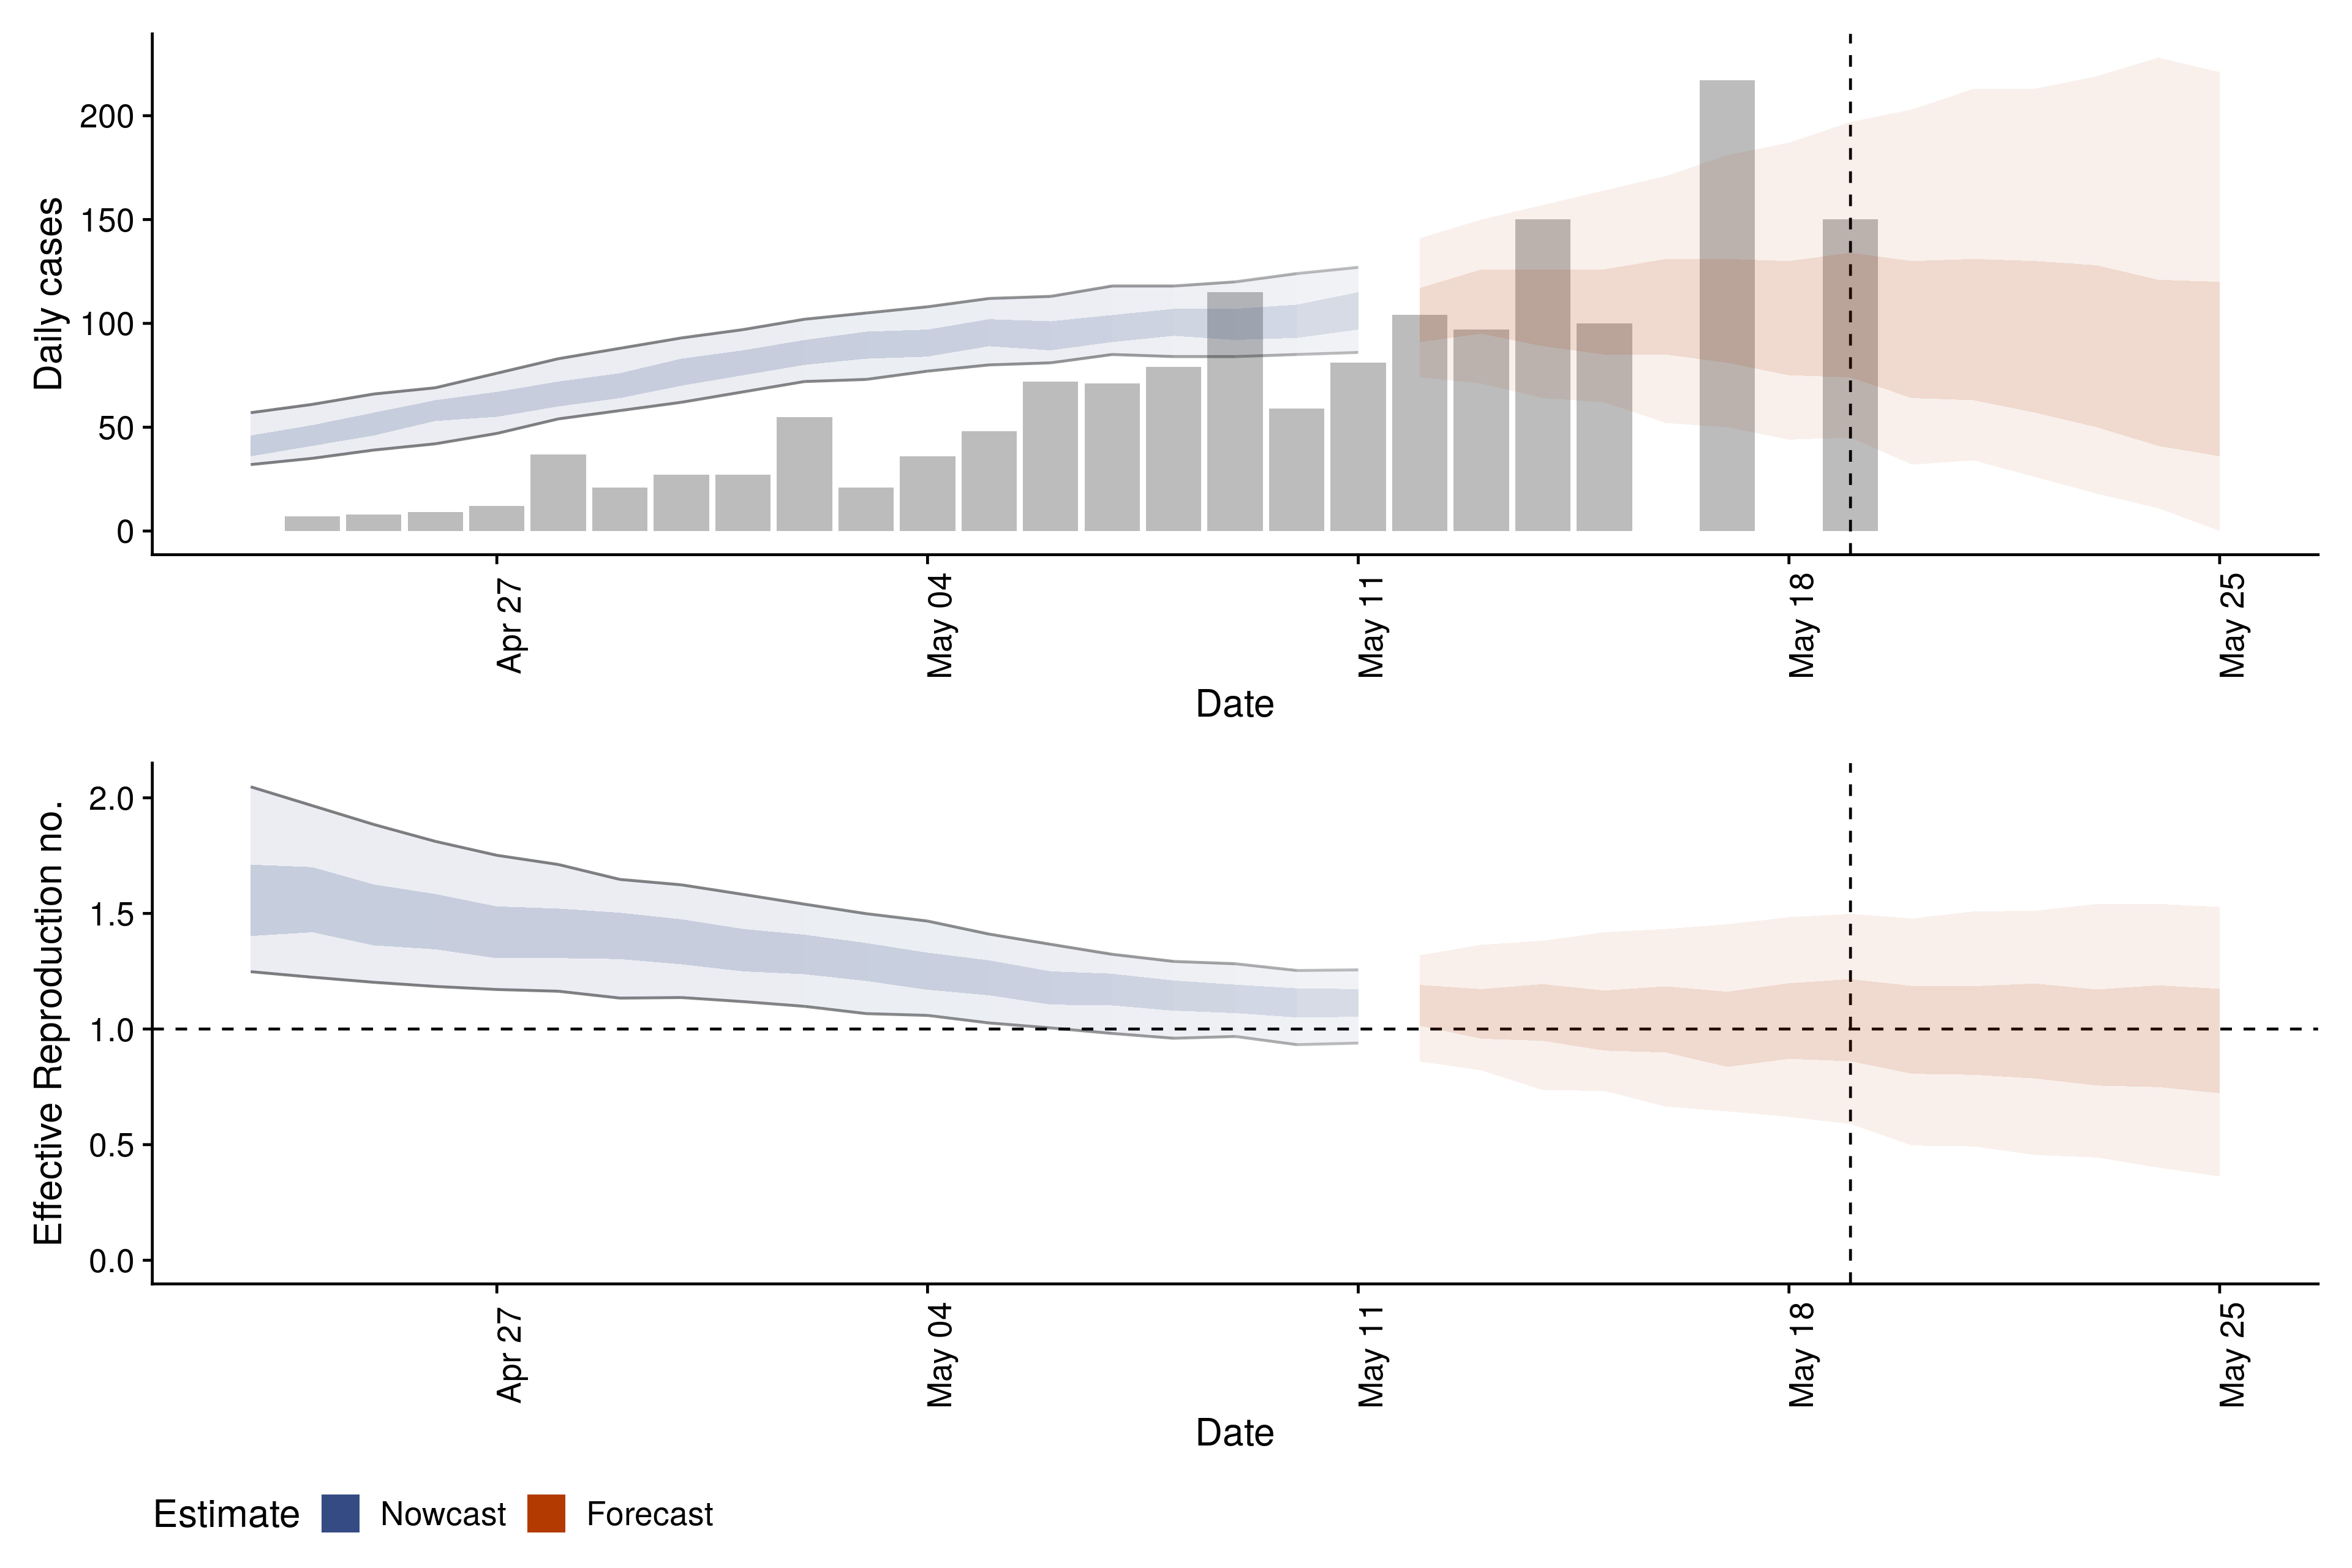 Daily cases
200
150
100
50
0
Apr 27
May 04
May 11
May 18
May 25
Date
Effective Reproduction no.
2.0
1.5
1.0
0.5
0.0
Apr 27
May 04
May 11
May 18
May 25
Date
Estimate Nowcast Forecast